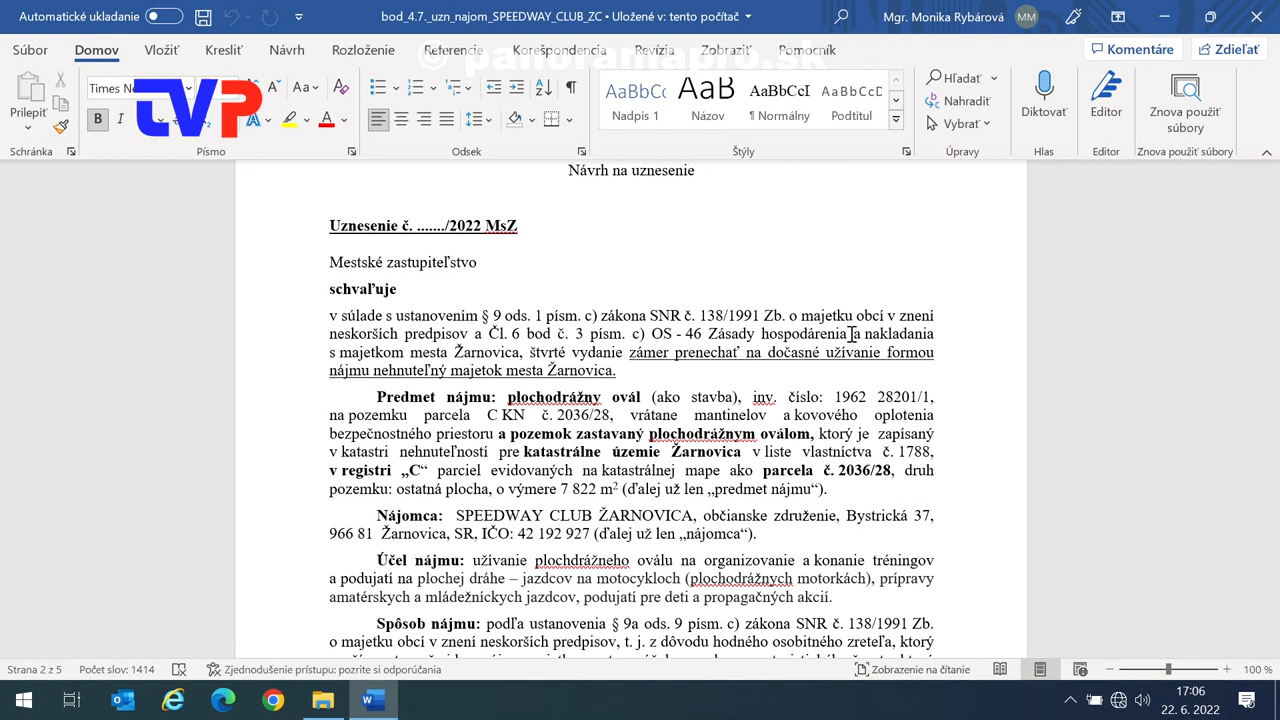 Automatické ukladanie
bod_4.7._uzn_najom_SPEEDWAY_CLUB_ZC • Uložené v: tento počítač
Mgr. Monika Rybárová
MM
Súbor Domov Vložiť Kresliť Návrh Rozloženie Referencie Korešpondencia Revízia Zobraziť Pomocník
Komentáre
Zdieľať
© panoramapro.sk
TVP
Times Ne
Prilepiť
B I
Aa
AaBbCc AaB AaBbCcI AaBbCcD
Nadpis 1 Názov ¶ Normálny Podtitul
Hľadať
Nahradiť
Vybrať
Diktovať
Editor
Znova použiť súbory
Schránka Písmo Odsek Štýly Úpravy Hlas Editor Znova použiť súbory
Návrh na uznesenie
Uznesenie č. ......./2022 MsZ
Mestské zastupiteľstvo
schvaľuje
v súlade s ustanovením § 9 ods. 1 písm. c) zákona SNR č. 138/1991 Zb. o majetku obcí v znení
neskorších predpisov a Čl. 6 bod č. 3 písm. c) OS - 46 Zásady hospodárenia a nakladania
s majetkom mesta Žarnovica, štvrté vydanie zámer prenechať na dočasné užívanie formou
nájmu nehnuteľný majetok mesta Žarnovica.
Predmet nájmu: plochodrážny ovál (ako stavba), inv. číslo: 1962 28201/1,
na pozemku parcela C KN č. 2036/28, vrátane mantinelov a kovového oplotenia
bezpečnostného priestoru a pozemok zastavaný plochodrážnym oválom, ktorý je zapísaný
v katastri nehnuteľností pre katastrálne územie Žarnovica v liste vlastníctva č. 1788,
v registri „C“ parciel evidovaných na katastrálnej mape ako parcela č. 2036/28, druh
pozemku: ostatná plocha, o výmere 7 822 m² (ďalej už len „predmet nájmu“).
Nájomca: SPEEDWAY CLUB ŽARNOVICA, občianske združenie, Bystrická 37,
966 81 Žarnovica, SR, IČO: 42 192 927 (ďalej už len „nájomca“).
Účel nájmu: užívanie plochdrážneho oválu na organizovanie a konanie tréningov
a podujatí na plochej dráhe – jazdcov na motocykloch (plochodrážnych motorkách), prípravy
amatérskych a mládežníckych jazdcov, podujatí pre deti a propagačných akcií.
Spôsob nájmu: podľa ustanovenia § 9a ods. 9 písm. c) zákona SNR č. 138/1991 Zb.
o majetku obcí v znení neskorších predpisov, t. j. z dôvodu hodného osobitného zreteľa, ktorý
Strana 2 z 5
Počet slov: 1414
Zjednodušenie prístupu: pozrite si odporúčania
Zobrazenie na čítanie
100 %
17:06
22. 6. 2022